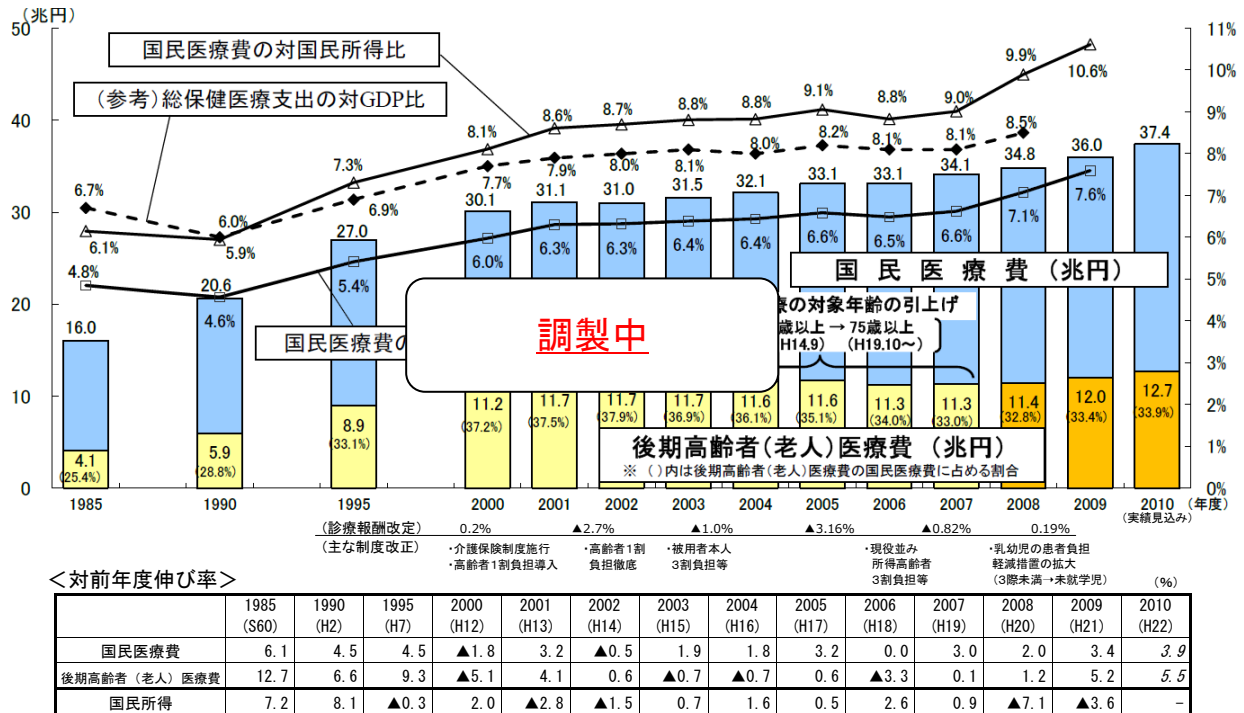 (兆円)
50
40
30
20
10
0
11%
10%
9%
8%
7%
6%
5%
4%
3%
2%
1%
0%
国民医療費の対国民所得比
(参考)総保健医療支出の対GDP比
6.1% 5.9% 7.3% 8.1% 8.6% 8.7% 8.8% 8.8% 9.1% 8.8% 9.0% 9.9% 10.6%
6.7% 6.0% 6.9% 7.7% 7.9% 8.0% 8.1% 8.0% 8.2% 8.1% 8.1% 8.5%
16.0 20.6 27.0 30.1 31.1 31.0 31.5 32.1 33.1 33.1 34.1 34.8 36.0 37.4
4.8% 4.6% 5.4% 6.0% 6.3% 6.3% 6.4% 6.4% 6.6% 6.5% 6.6% 7.1% 7.6%
国 民 医 療 費 (兆円)
国民医療費の
調製中
療の対象年齢の引上げ
歳以上 → 75歳以上
(H14.9) (H19.10~)
4.1 5.9 8.9 11.2 11.7 11.7 11.7 11.6 11.6 11.3 11.3 11.4 12.0 12.7
(25.4%) (28.8%) (33.1%) (37.2%) (37.5%) (37.9%) (36.9%) (36.1%) (35.1%) (34.0%) (33.0%) (32.8%) (33.4%) (33.9%)
後期高齢者(老人)医療費 (兆円)
※ ( )内は後期高齢者(老人)医療費の国民医療費に占める割合
1985 1990 1995 2000 2001 2002 2003 2004 2005 2006 2007 2008 2009 2010 (年度)
(実績見込み)
(診療報酬改定) 0.2% ▲2.7% ▲1.0% ▲3.16% ▲0.82% 0.19%
(主な制度改正) ・介護保険制度施行 ・高齢者1割 ・被用者本人 ・現役並み ・乳幼児の患者負担
・高齢者1割負担導入 負担徹底 3割負担等 所得高齢者 軽減措置の拡大
3割負担等 (3際未満→未就学児)
<対前年度伸び率>
(%)
1985 1990 1995 2000 2001 2002 2003 2004 2005 2006 2007 2008 2009 2010
(S60) (H2) (H7) (H12) (H13) (H14) (H15) (H16) (H17) (H18) (H19) (H20) (H21) (H22)
国民医療費 6.1 4.5 4.5 ▲1.8 3.2 ▲0.5 1.9 1.8 3.2 0.0 3.0 2.0 3.4 3.9
後期高齢者(老人)医療費 12.7 6.6 9.3 ▲5.1 4.1 0.6 ▲0.7 ▲0.7 0.6 ▲3.3 0.1 1.2 5.2 5.5
国民所得 7.2 8.1 ▲0.3 2.0 ▲2.8 ▲1.5 0.7 1.6 0.5 2.6 0.9 ▲7.1 ▲3.6 -